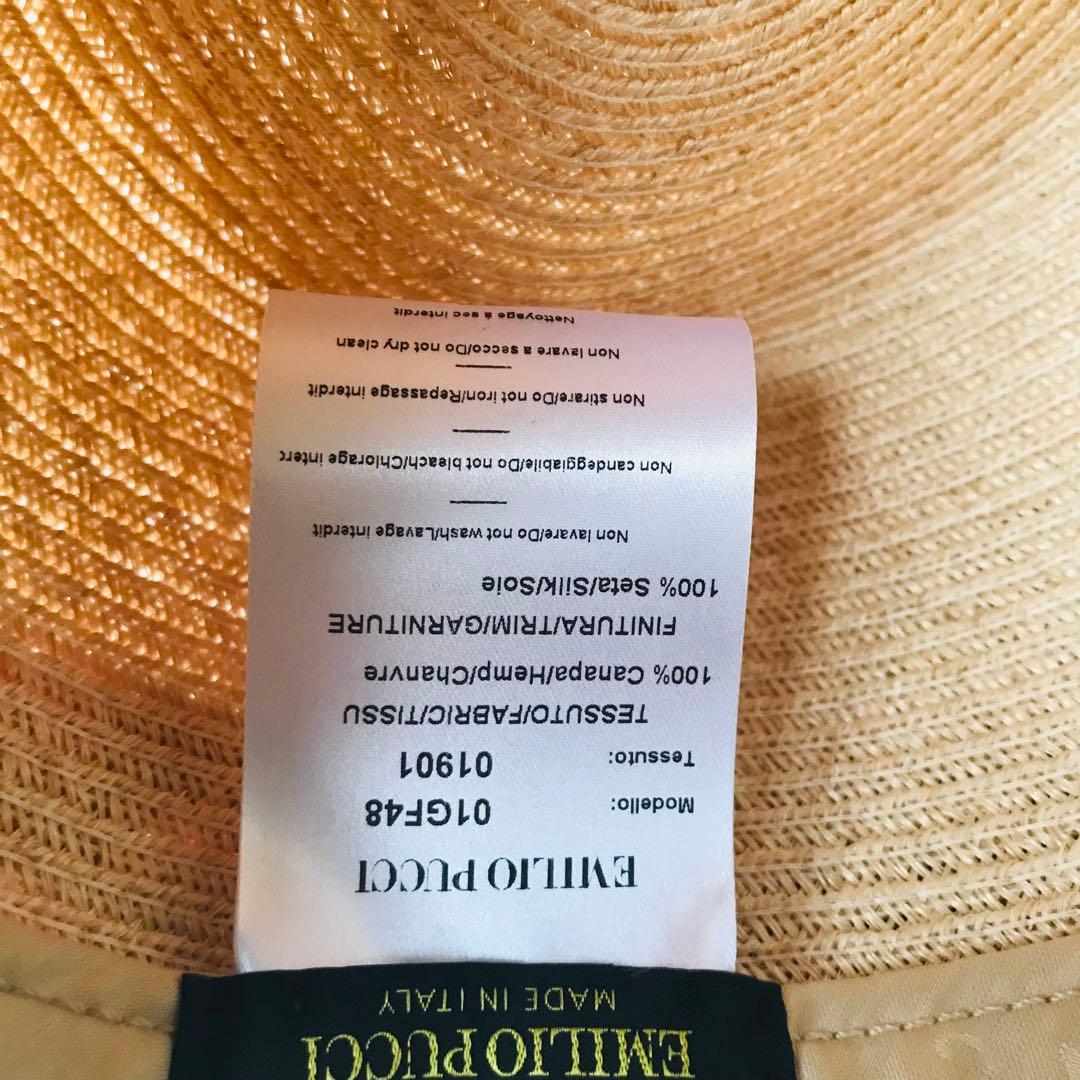 EMILIO PUCCI
MADE IN ITALY
EMILIO PUCCI
Modello: 01GF48
Tessuto: 01901
TESSUTO/FABRIC/TISSU
100% Canapa/Hemp/Chanvre
FINITURA/TRIM/GARNITURE
100% Seta/Silk/Soie
Non lavare/Do not wash/Lavage interdit
Non candeggiabile/Do not bleach/Chlorage interd
Non stirare/Do not iron/Repassage interdit
Non lavare a secco/Do not dry clean
Nettoyage à sec interdit